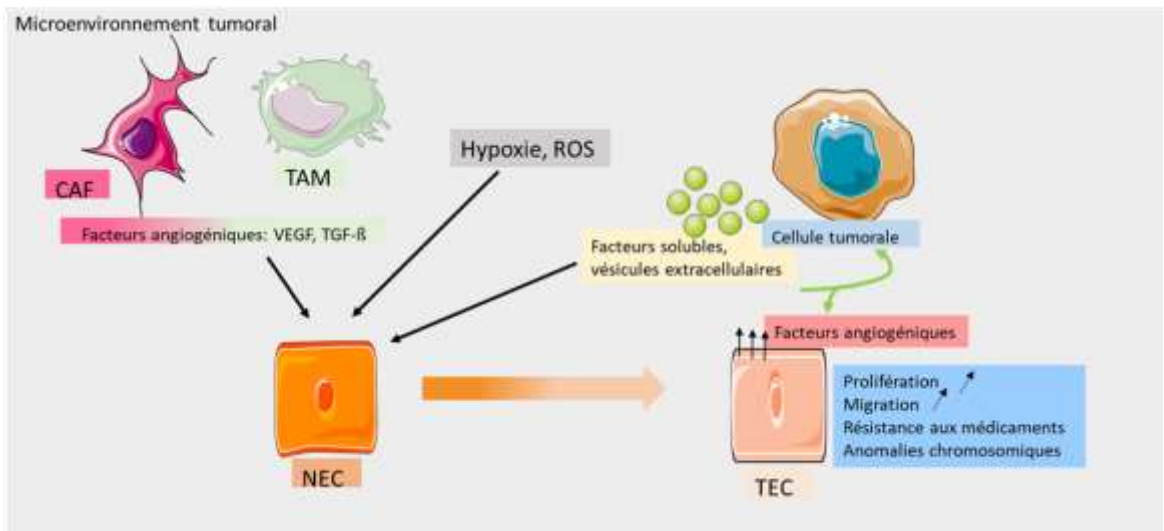 Microenvironnement tumoral
CAF
TAM
Hypoxie, ROS
Facteurs angiogéniques: VEGF, TGF-ß
Facteurs solubles,
vésicules extracellulaires
Cellule tumorale
Facteurs angiogéniques
Prolifération
Migration
Résistance aux médicaments
Anomalies chromosomiques
NEC
TEC